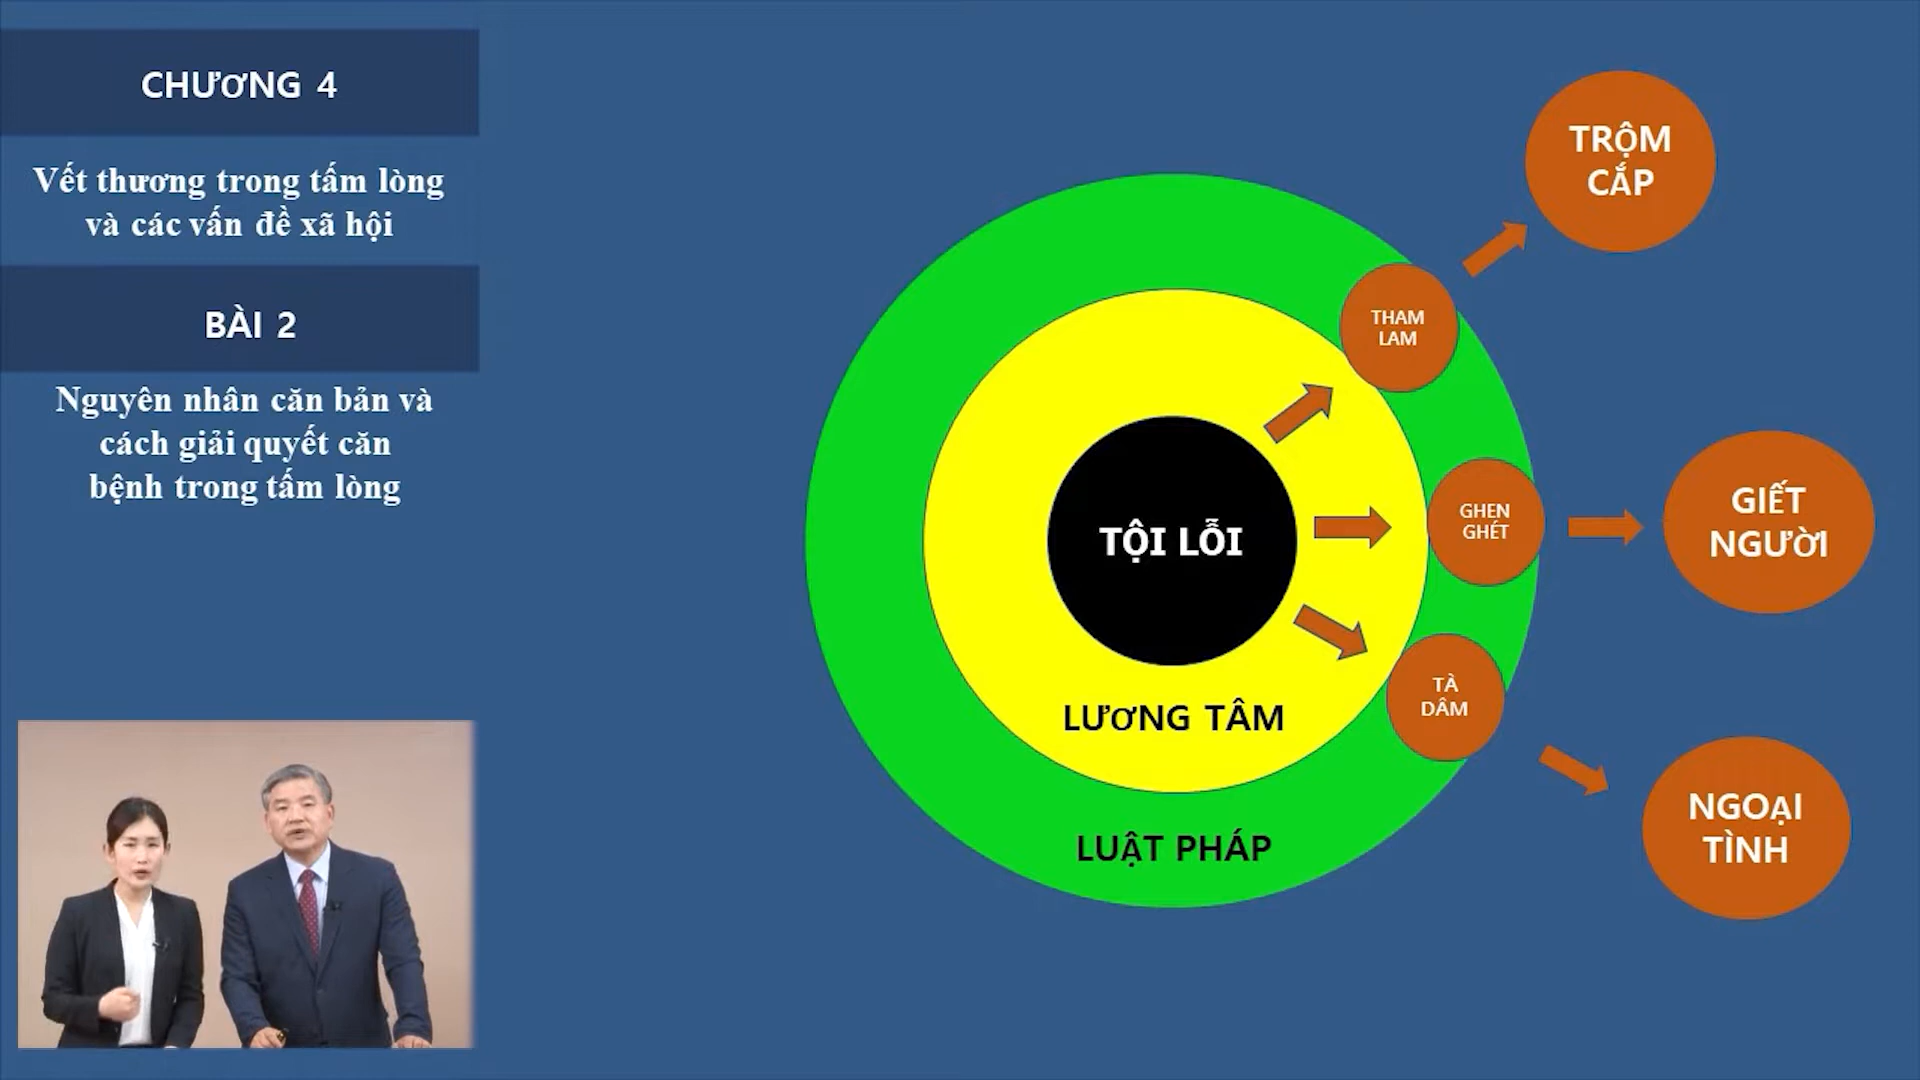 CHƯƠNG 4
Vết thương trong tấm lòng
và các vấn đề xã hội
BÀI 2
Nguyên nhân căn bản và
cách giải quyết căn
bệnh trong tấm lòng
TRỘM
CẮP
THAM
LAM
GHEN
GHÉT
GIẾT
NGƯỜI
TỘI LỖI
TÀ
DÂM
LƯƠNG TÂM
NGOẠI
TÌNH
LUẬT PHÁP